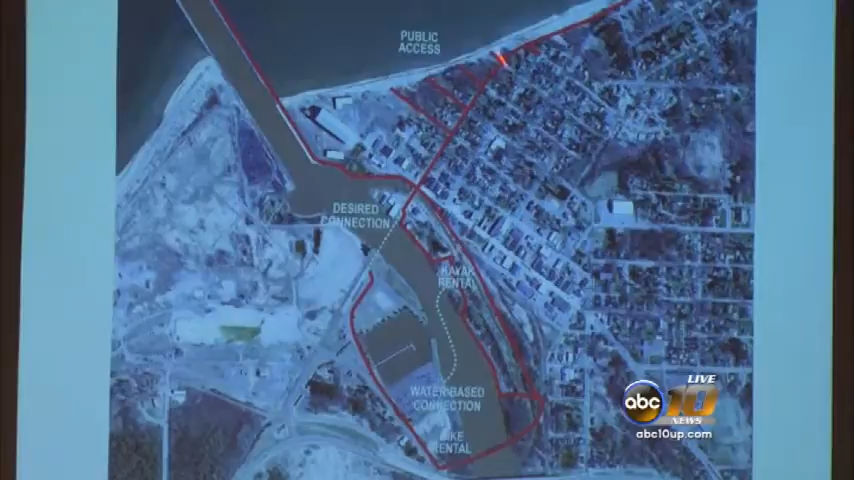 PUBLIC
ACCESS
DESIRED
CONNECTION
KAYAK
RENTAL
WATER-BASED
CONNECTION
BIKE
RENTAL
LIVE
abc 10
NEWS
abc10up.com